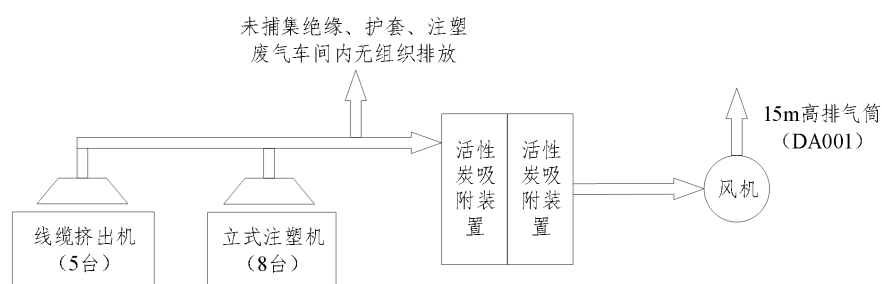 未捕集绝缘、护套、注塑
废气车间内无组织排放
15m高排气筒
（DA001）
活性
炭吸
附装
置
活性
炭吸
附装
置
风机
线缆挤出机
（5台）
立式注塑机
（8台）